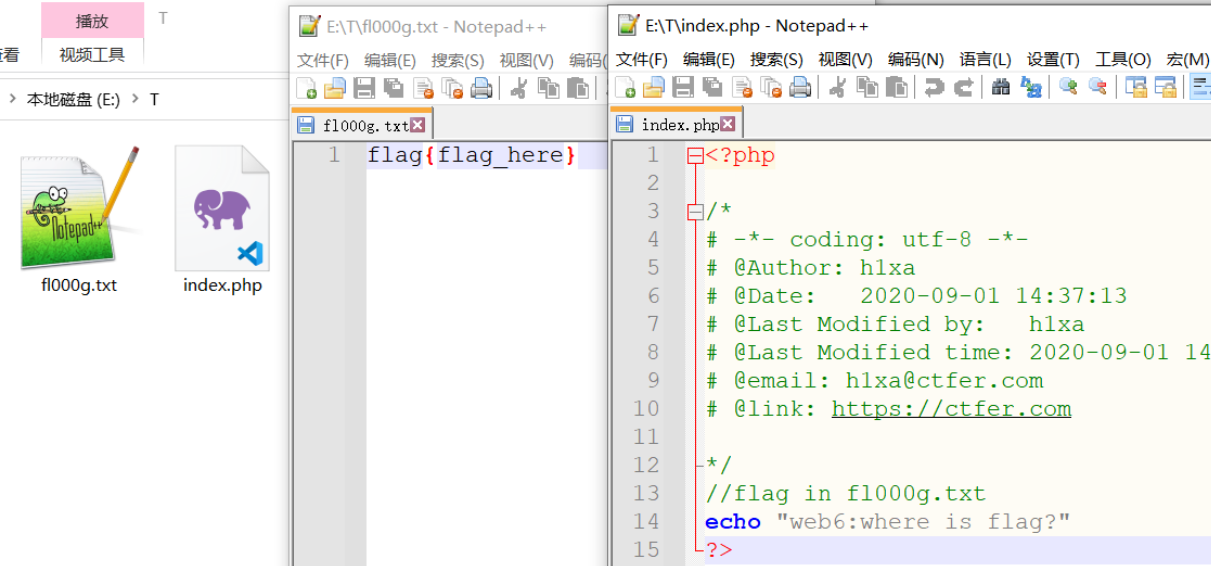 播放
T
查看
视频工具
本地磁盘 (E:)
T
fl000g.txt
index.php
E:\T\fl000g.txt - Notepad++
文件(F) 编辑(E) 搜索(S) 视图(V) 编码(
fl000g.txt
1 flag{flag_here}
E:\T\index.php - Notepad++
文件(F) 编辑(E) 搜索(S) 视图(V) 编码(N) 语言(L) 设置(T) 工具(O) 宏(M)
index.php
1 <?php
2
3 /*
4 # -*- coding: utf-8 -*-
5 # @Author: h1xa
6 # @Date:   2020-09-01 14:37:13
7 # @Last Modified by:   h1xa
8 # @Last Modified time: 2020-09-01 14
9 # @email: h1xa@ctfer.com
10 # @link: https://ctfer.com
11
12 */
13 //flag in fl000g.txt
14 echo "web6:where is flag?"
15 ?>
Notepad++